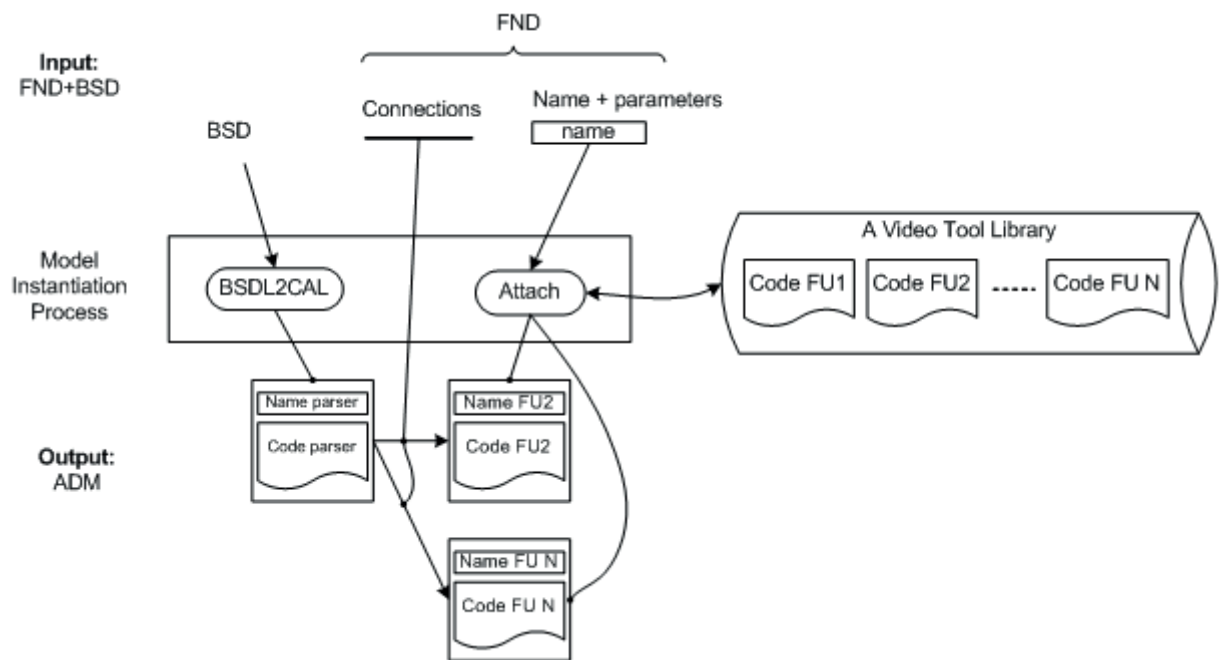 FND
Input:
FND+BSD
BSD
Connections
Name + parameters
name
Model
Instantiation
Process
BSDL2CAL
Attach
A Video Tool Library
Code FU1
Code FU2
-----
Code FU N
Output:
ADM
Name parser
Code parser
Name FU2
Code FU2
Name FU N
Code FU N